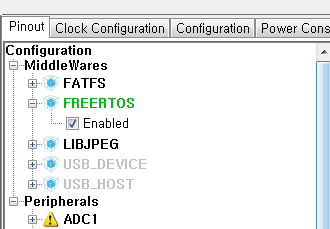 Pinout Clock Configuration Configuration Power Cons
Configuration
MiddleWares
FATFS
FREERTOS
Enabled
LIBJPEG
USB_DEVICE
USB_HOST
Peripherals
ADC1